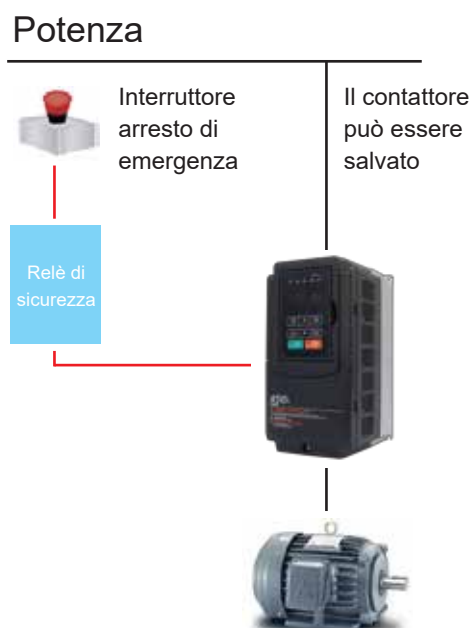 Potenza
Interruttore
arresto di
emergenza
Il contattore
può essere
salvato
Relè di
sicurezza